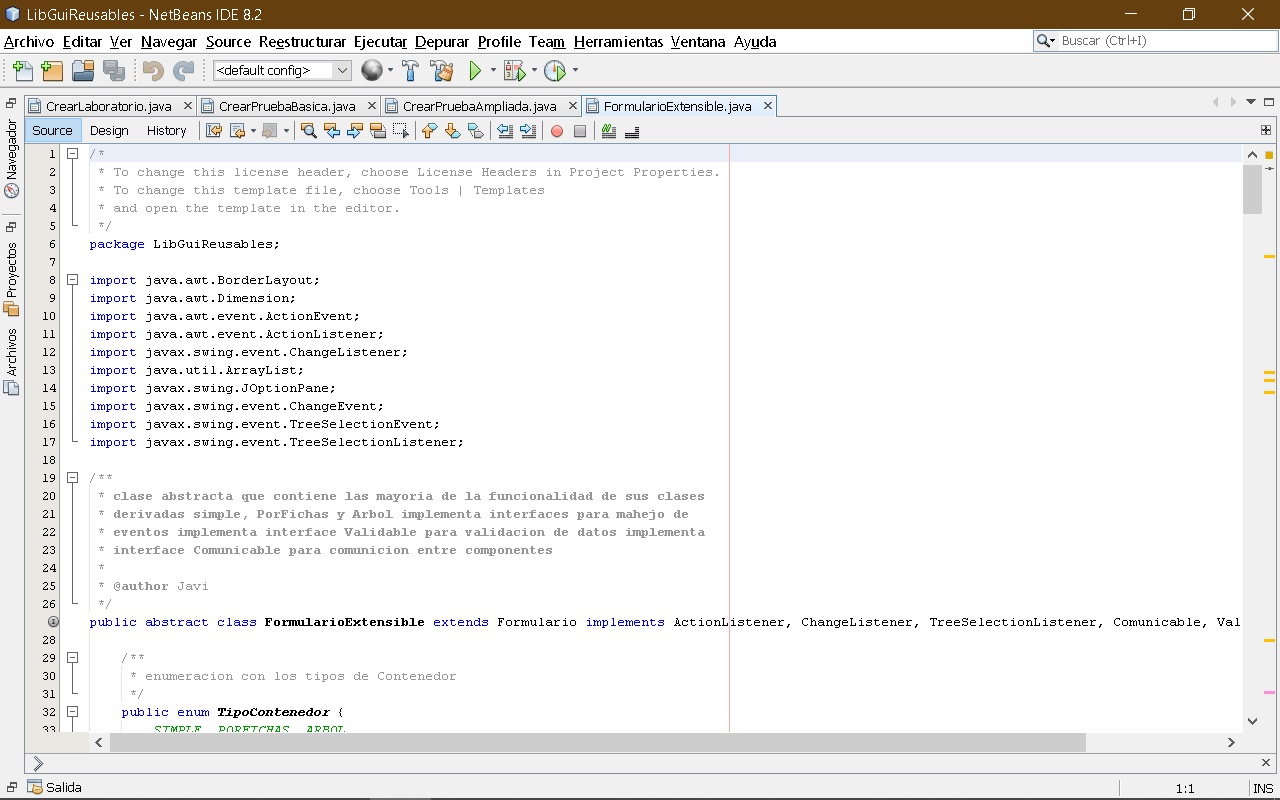 LibGuiReusables - NetBeans IDE 8.2
Archivo Editar Ver Navegar Source Reestructurar Ejecutar Depurar Profile Team Herramientas Ventana Ayuda
Buscar (Ctrl+I)
<default config>
CrearLaboratorio.java CrearPruebaBasica.java CrearPruebaAmpliada.java FormularioExtensible.java
Source Design History
Navegador
Proyectos
Archivos
1 /*
2 * To change this license header, choose License Headers in Project Properties.
3 * To change this template file, choose Tools | Templates
4 * and open the template in the editor.
5 */
6 package LibGuiReusables;
7
8 import java.awt.BorderLayout;
9 import java.awt.Dimension;
10 import java.awt.event.ActionEvent;
11 import java.awt.event.ActionListener;
12 import javax.swing.event.ChangeListener;
13 import java.util.ArrayList;
14 import javax.swing.JOptionPane;
15 import javax.swing.event.ChangeEvent;
16 import javax.swing.event.TreeSelectionEvent;
17 import javax.swing.event.TreeSelectionListener;
18
19 /**
20 * clase abstracta que contiene las mayoria de la funcionalidad de sus clases
21 * derivadas simple, PorFichas y Arbol implementa interfaces para mahejo de
22 * eventos implementa interface Validable para validacion de datos implementa
23 * interface Comunicable para comunicion entre componentes
24 *
25 * @author Javi
26 */
public abstract class FormularioExtensible extends Formulario implements ActionListener, ChangeListener, TreeSelectionListener, Comunicable, Val
28
29 /**
30 * enumeracion con los tipos de Contenedor
31 */
32 public enum TipoContenedor {
33 SIMPLE, PORFICHAS, ARBOL
Salida
1:1 INS